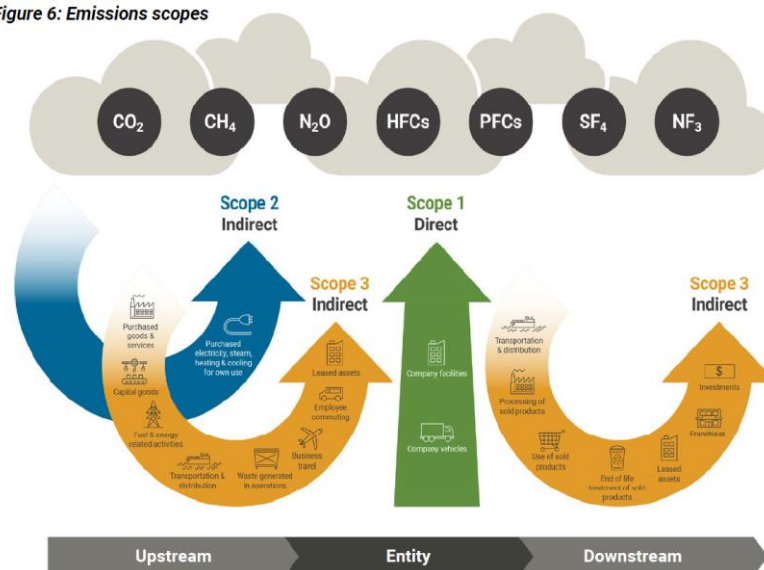 Figure 6: Emissions scopes
CO2
CH4
N2O
HFCs
PFCs
SF4
NF3
Scope 2
Indirect
Scope 1
Direct
Scope 3
Indirect
Scope 3
Indirect
Purchased
goods &
services
Capital goods
Fuel & energy
related activities
Transportation &
distribution
Waste generated
in operations
Business
travel
Employee
commuting
Leased assets
Purchased
electricity, steam,
heating & cooling
for own use
Company facilities
Company vehicles
Transportation
& distribution
Processing of
sold products
Use of sold
products
End of life
treatment of sold
products
Leased
assets
Franchises
Investments
$
Upstream
Entity
Downstream